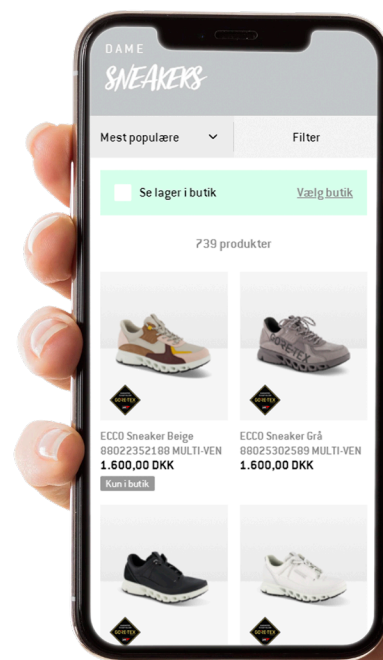 DAME
SNEAKERS
Mest populære
Filter
Se lager i butik
Vælg butik
739 produkter
GORE-TEX
GORE-TEX
GORE-TEX
ECCO Sneaker Beige
88022352188 MULTI-VEN
1.600,00 DKK
Kun i butik
ECCO Sneaker Grå
88025302589 MULTI-VEN
1.600,00 DKK
GORE-TEX
GORE-TEX